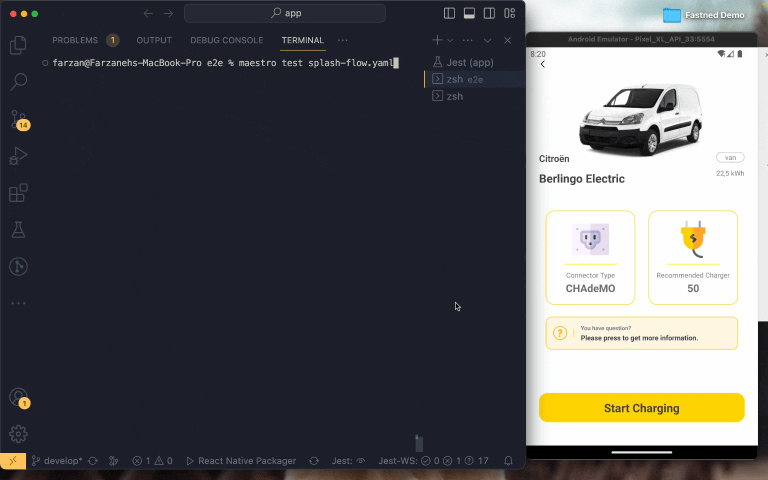 app
Fastned Demo
PROBLEMS 1 OUTPUT DEBUG CONSOLE TERMINAL
farzan@Farzanehs-MacBook-Pro e2e % maestro test splash-flow.yaml
Jest (app)
zsh e2e
zsh
14
1
develop* 1 0 React Native Packager Jest: Jest-WS: 0 1 17
Android Emulator - Pixel_XL_API_33:5554
8:20
Citroën
van
Berlingo Electric
22,5 kWh
Connector Type
CHAdeMO
Recommended Charger
50
You have question?
Please press to get more information.
Start Charging